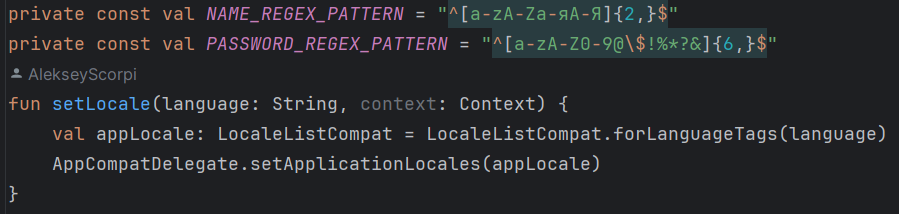 private const val NAME_REGEX_PATTERN = "^[a-zA-Zа-яА-Я]{2,}$"
private const val PASSWORD_REGEX_PATTERN = "^[a-zA-Z0-9@\$!%*?&]{6,}$"
AlekseyScorpi
fun setLocale(language: String, context: Context) {
    val appLocale: LocaleListCompat = LocaleListCompat.forLanguageTags(language)
    AppCompatDelegate.setApplicationLocales(appLocale)
}